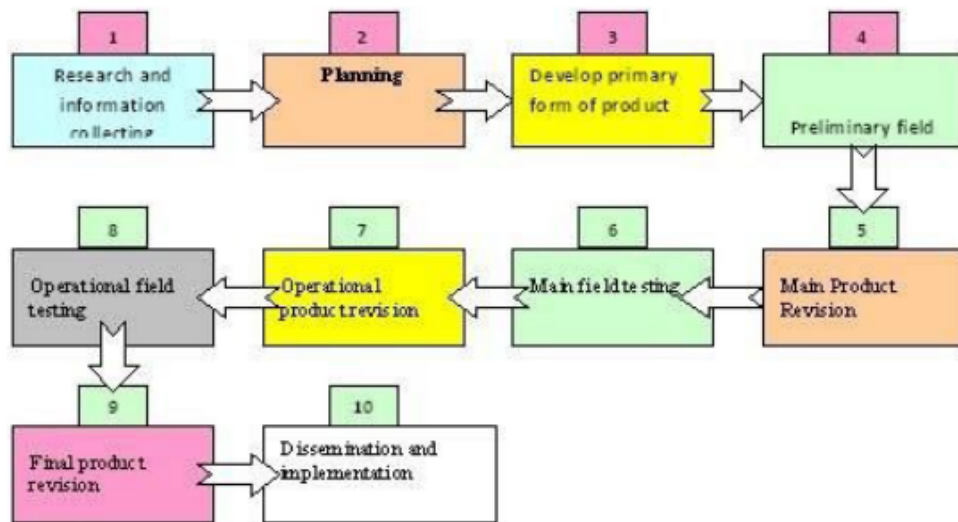 1
Research and
information
collecting
2
Planning
3
Develop primary
form of product
4
Preliminary field
5
Main Product
Revision
6
Main field testing
7
Operational
product revision
8
Operational field
testing
9
Final product
revision
10
Dissemination and
implementation